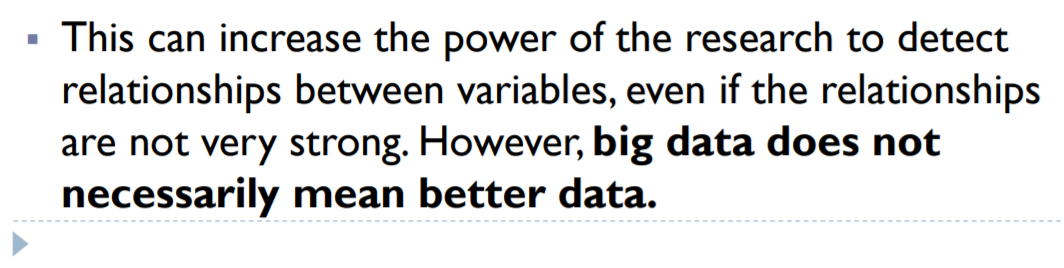 ▪ This can increase the power of the research to detect
relationships between variables, even if the relationships
are not very strong. However, big data does not
necessarily mean better data.